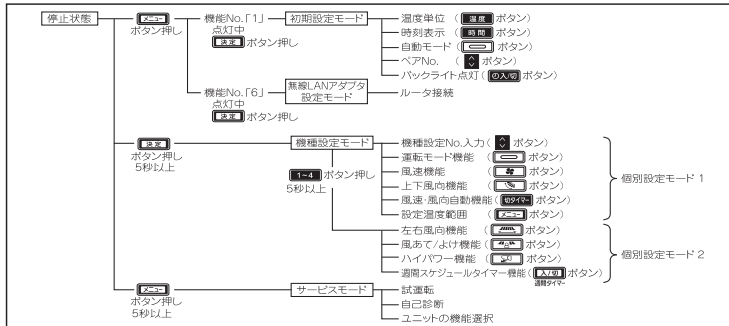 停止状態
メニュー
ボタン押し
機能No.「1」
点灯中
決定 ボタン押し
初期設定モード
温度単位(温度 ボタン)
時刻表示(時間 ボタン)
自動モード( ボタン)
ペアNo. ( ボタン)
バックライト点灯(の入/切 ボタン)
機能No.「6」
点灯中
決定 ボタン押し
無線LANアダプタ
設定モード
ルータ接続
決定
ボタン押し
5秒以上
機種設定モード
機種設定No.入力( ボタン)
運転モード機能 ( ボタン)
風速機能 ( ボタン)
上下風向機能 ( ボタン)
風速・風向自動機能(切タイマー ボタン)
設定温度範囲 (メニュー ボタン)
個別設定モード 1
1~4 ボタン押し
5秒以上
左右風向機能 ( ボタン)
風あて/よけ機能( ボタン)
ハイパワー機能 ( ボタン)
週間スケジュールタイマー機能(入/切 ボタン)
週間タイマー
個別設定モード 2
メニュー
ボタン押し
5秒以上
サービスモード
試運転
自己診断
ユニットの機能選択